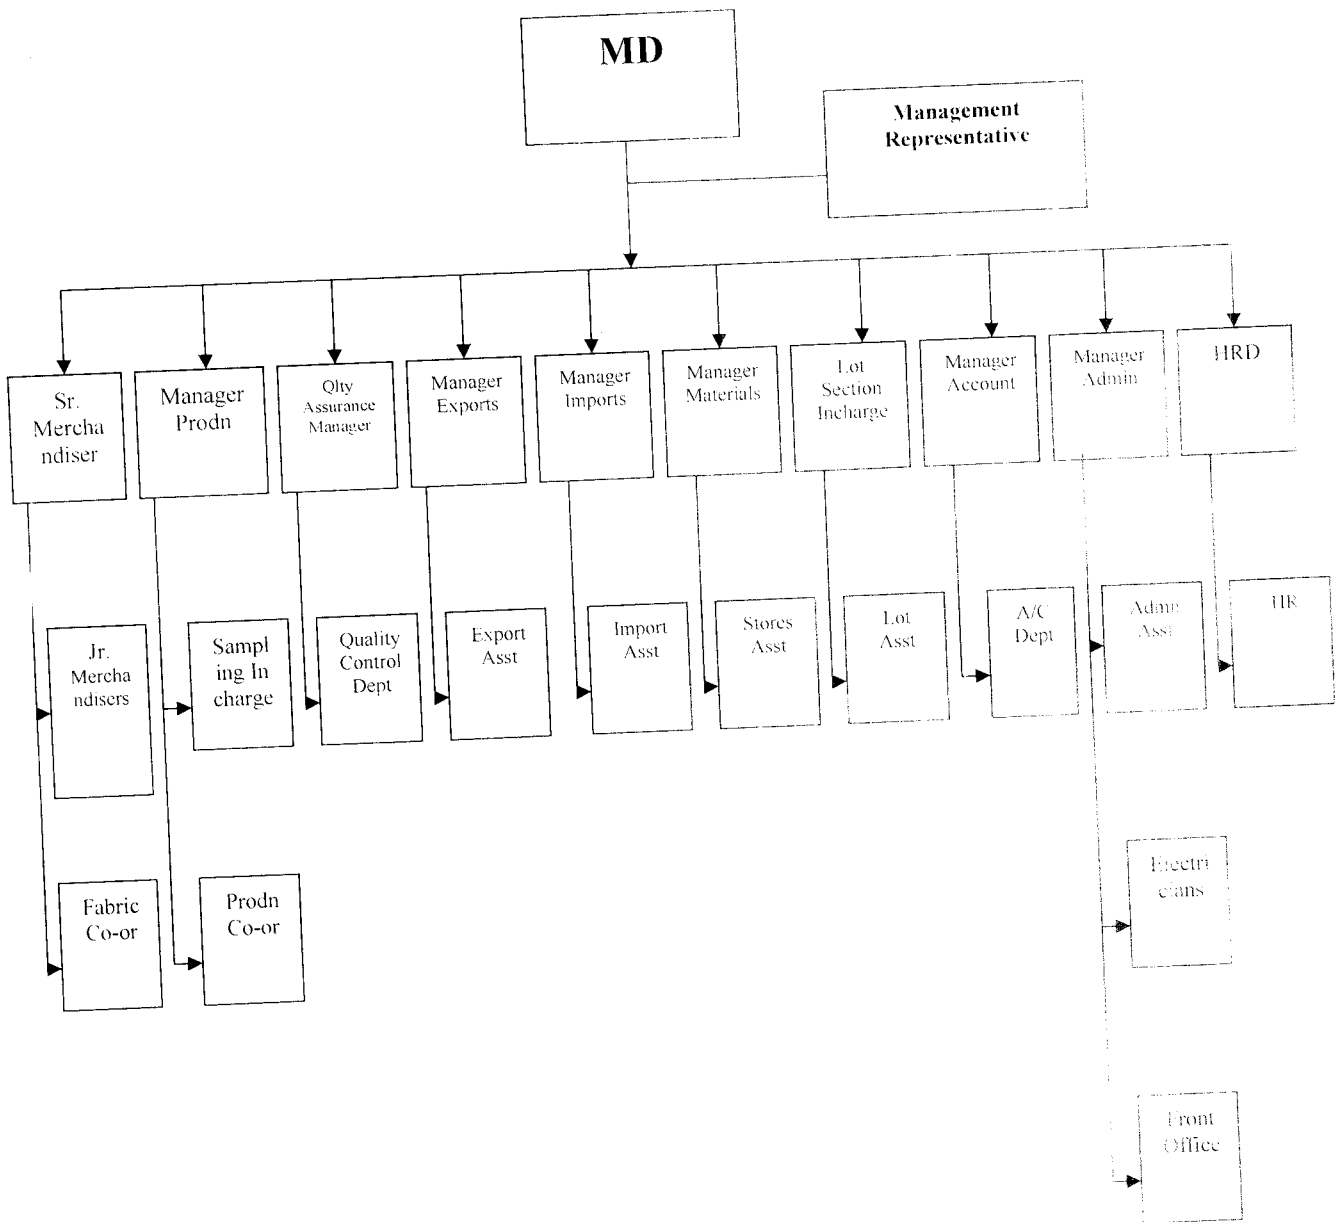 MD
Management
Representative
Sr.
Mercha
ndiser
Manager
Prodn
Qlty
Assurance
Manager
Manager
Exports
Manager
Imports
Manager
Materials
Lot
Section
Incharge
Manager
Account
Manager
Admin
HRD
Jr.
Mercha
ndisers
Sampl
ing In
charge
Quality
Control
Dept
Export
Asst
Import
Asst
Stores
Asst
Lot
Asst
A/C
Dept
Admn
Asst
HR
Fabric
Co-or
Prodn
Co-or
Electri
cians
Front
Office